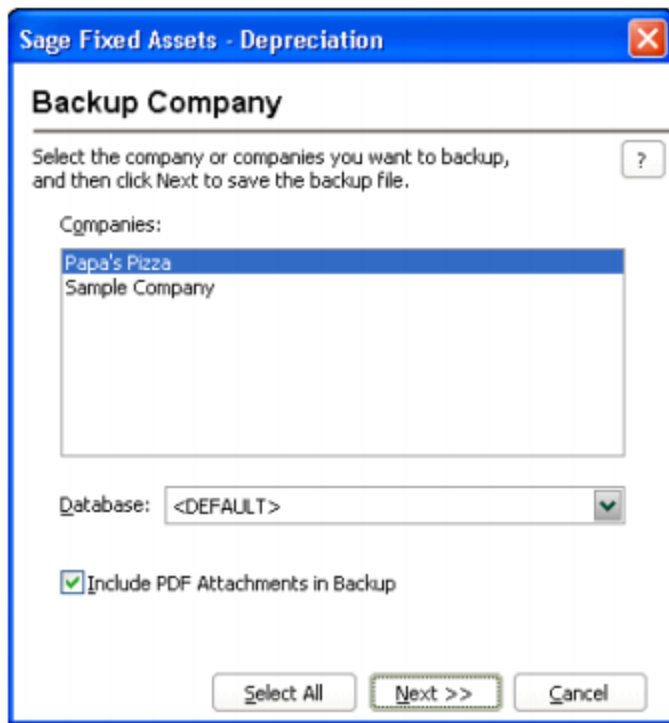 Sage Fixed Assets - Depreciation
Backup Company
Select the company or companies you want to backup,
and then click Next to save the backup file.
?
Companies:
Papa's Pizza
Sample Company
Database: <DEFAULT>
Include PDF Attachments in Backup
Select All Next >> Cancel